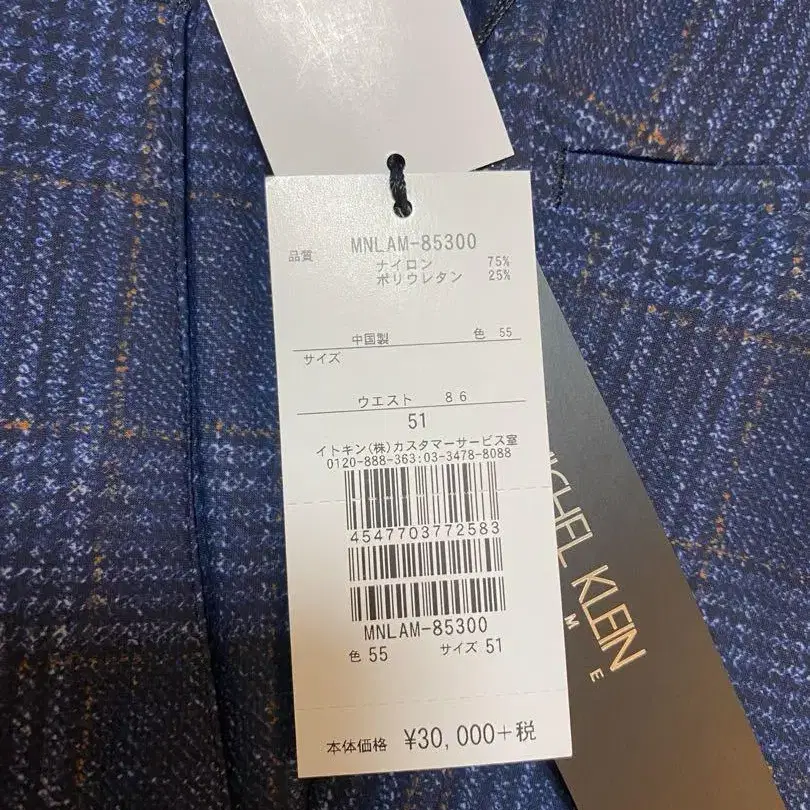 MNLAM-85300
品質 ナイロン 75%
ポリウレタン 25%
中国製 色 55
サイズ
ウエスト 86
51
イトキン(株)カスタマーサービス室
0120-888-363:03-3478-8088
4547703772583
MNLAM-85300
色 55 サイズ 51
本体価格 ¥30,000+税
KLEIN
M E